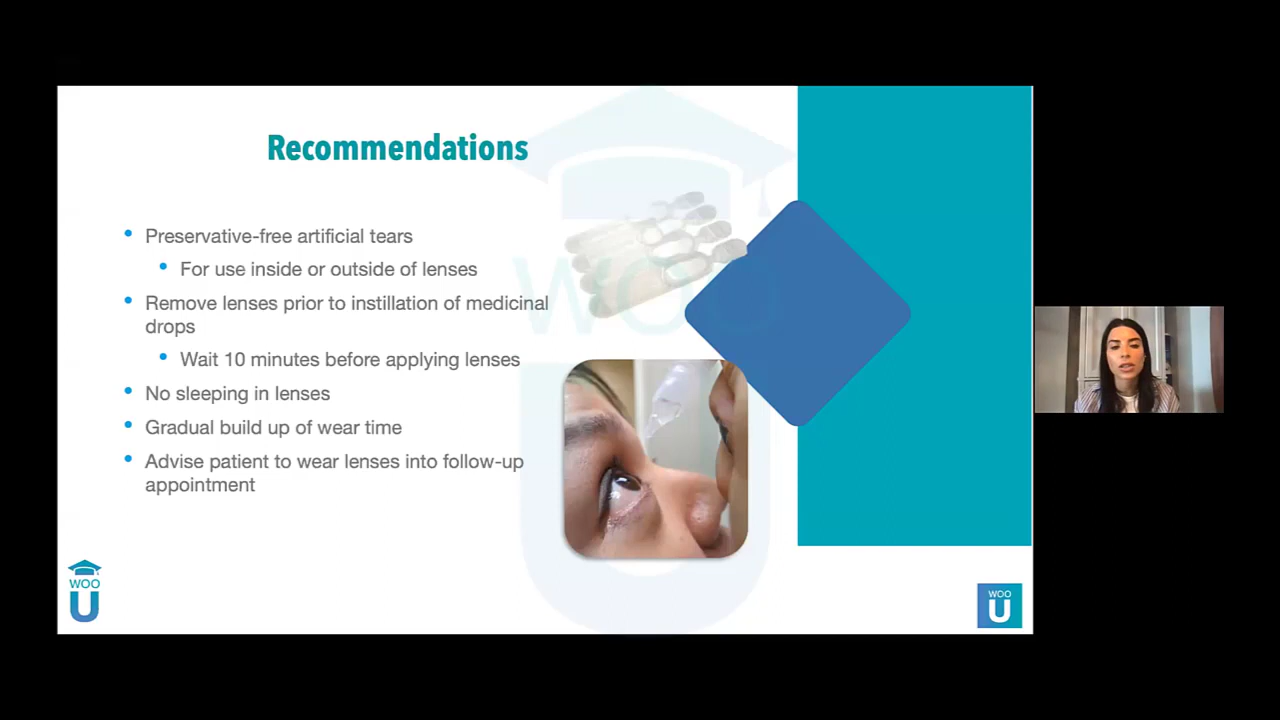 Recommendations
Preservative-free artificial tears
For use inside or outside of lenses
Remove lenses prior to instillation of medicinal
drops
Wait 10 minutes before applying lenses
No sleeping in lenses
Gradual build up of wear time
Advise patient to wear lenses into follow-up
appointment
WOO
WOO
U
WOO
U